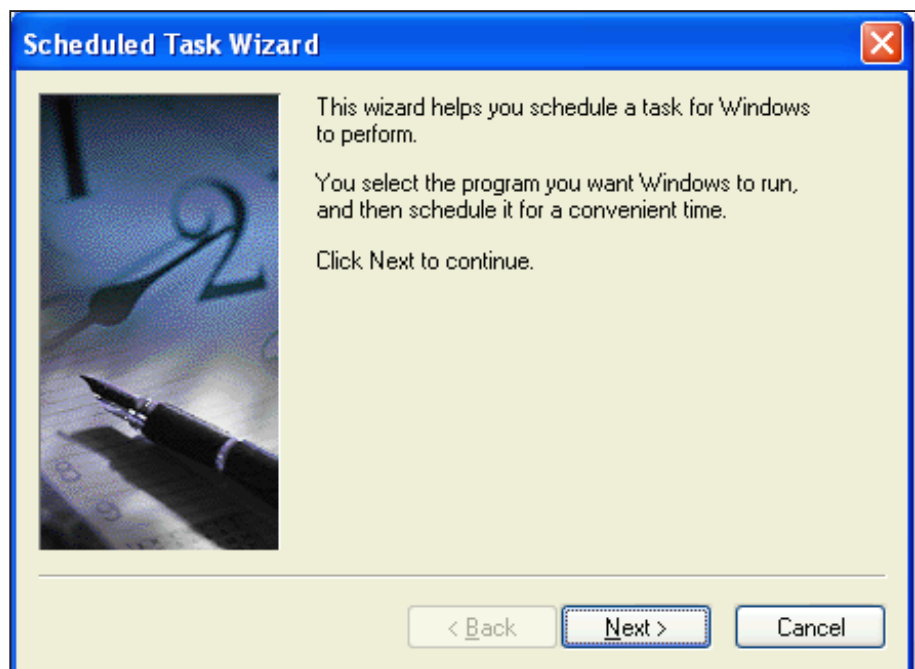 Scheduled Task Wizard
This wizard helps you schedule a task for Windows
to perform.
You select the program you want Windows to run,
and then schedule it for a convenient time.
Click Next to continue.
2
< Back
Next >
Cancel